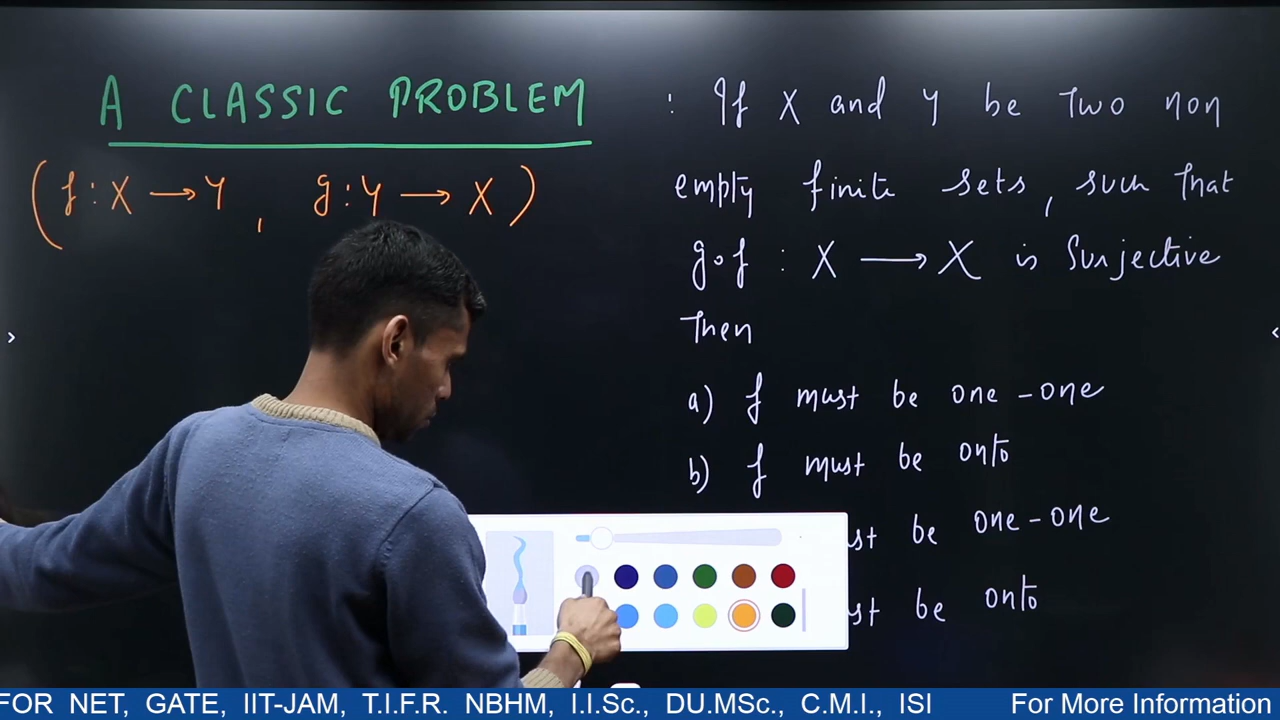 A CLASSIC PROBLEM
(f : X → Y , g : Y → X)
: If X and Y be Two non
empty finite sets, such that
g∘f : X → X is Surjective
Then
a) f must be one-one
b) f must be onto
be one-one
be onto
FOR NET, GATE, IIT-JAM, T.I.F.R. NBHM, I.I.Sc., DU.MSc., C.M.I., ISI For More Information